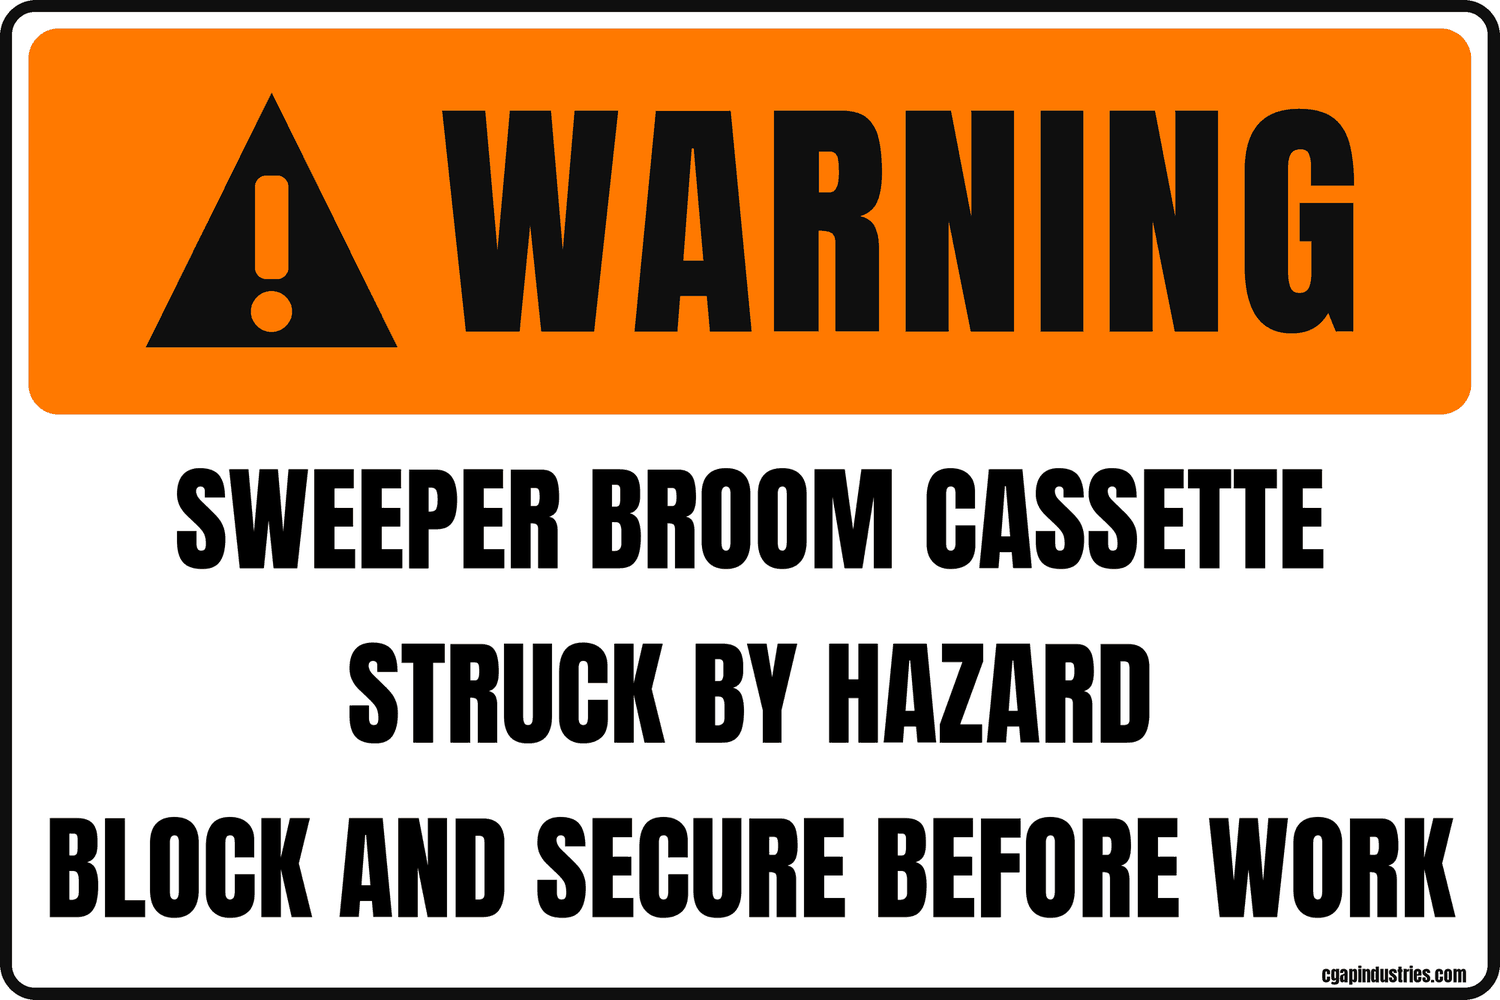 WARNING
SWEEPER BROOM CASSETTE
STRUCK BY HAZARD
BLOCK AND SECURE BEFORE WORK
cgapindustries.com